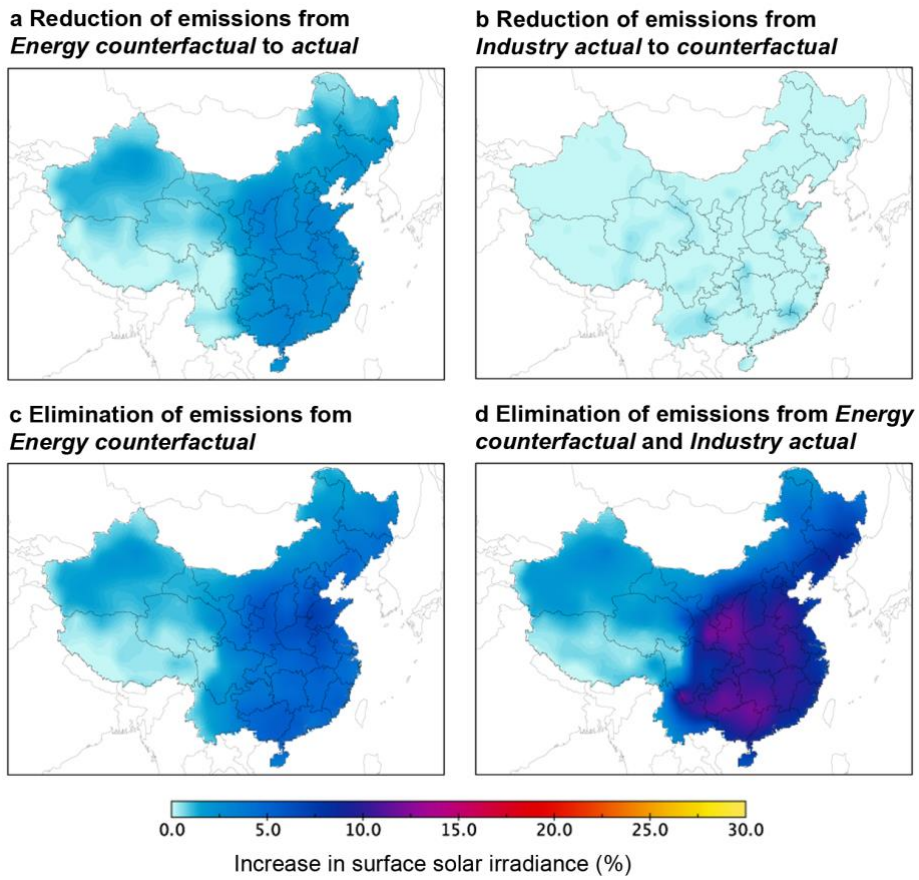 a Reduction of emissions from
Energy counterfactual to actual
b Reduction of emissions from
Industry actual to counterfactual
c Elimination of emissions fom
Energy counterfactual
d Elimination of emissions from Energy
counterfactual and Industry actual
0.0 5.0 10.0 15.0 20.0 25.0 30.0
Increase in surface solar irradiance (%)